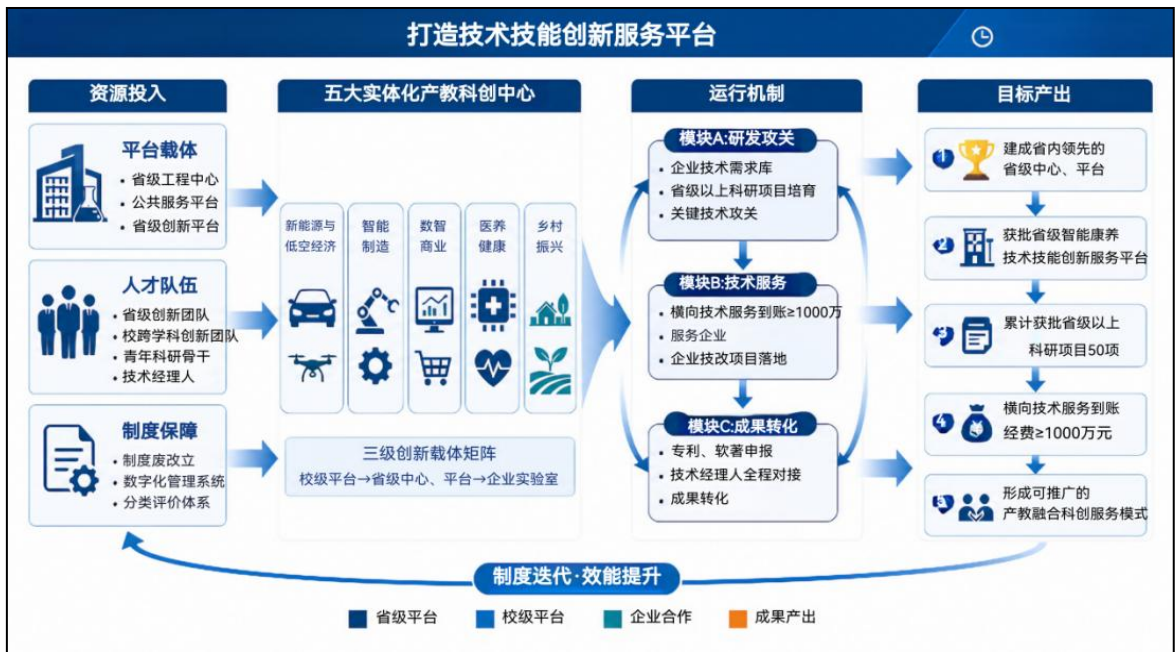 打造技术技能创新服务平台
资源投入
平台载体
• 省级工程中心
• 公共服务平台
• 省级创新平台
人才队伍
• 省级创新团队
• 校跨学科创新团队
• 青年科研骨干
• 技术经理人
制度保障
• 制度废改立
• 数字化管理系统
• 分类评价体系
五大实体化产教科创中心
新能源与
低空经济
智能
制造
数智
商业
医养
健康
乡村
振兴
三级创新载体矩阵
校级平台→省级中心、平台→企业实验室
运行机制
模块A:研发攻关
• 企业技术需求库
• 省级以上科研项目培育
• 关键技术攻关
模块B:技术服务
• 横向技术服务到账≥1000万
• 服务企业
• 企业技改项目落地
模块C:成果转化
• 专利、软著申报
• 技术经理人全程对接
• 成果转化
目标产出
1
建成省内领先的
省级中心、平台
2
获批省级智能康养
技术技能创新服务平台
累计获批省级以上
科研项目50项
4
横向技术服务到账
经费≥1000万元
形成可推广的
产教融合科创服务模式
制度迭代·效能提升
省级平台
校级平台
企业合作
成果产出